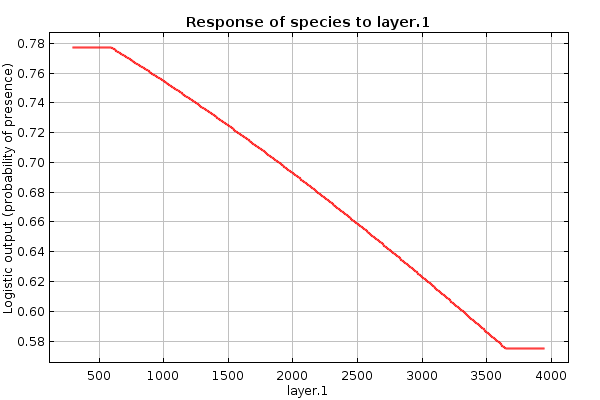 Response of species to layer.1
Logistic output (probability of presence)
0.78
0.76
0.74
0.72
0.70
0.68
0.66
0.64
0.62
0.60
0.58
500 1000 1500 2000 2500 3000 3500 4000
layer.1